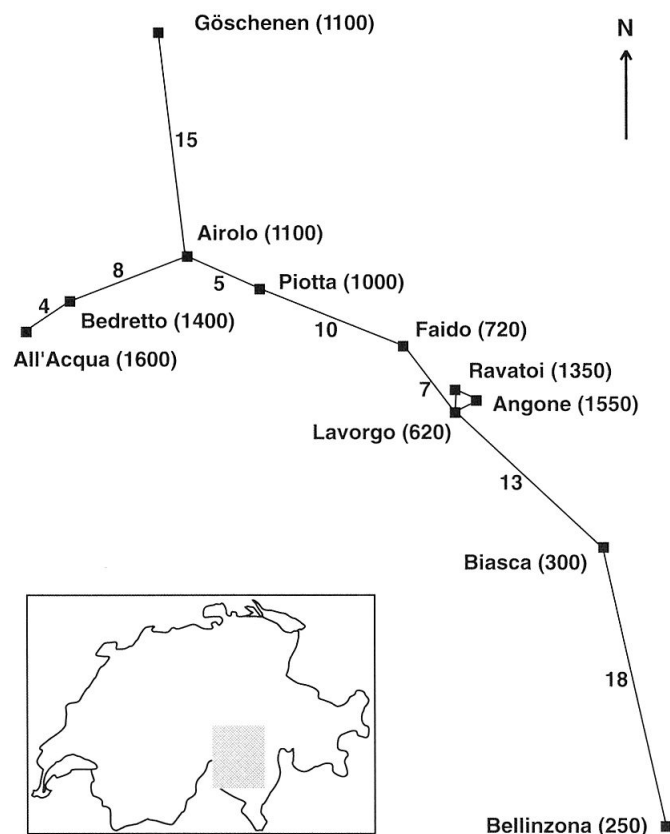 Göschenen (1100)
N
15
Airolo (1100)
8
5
Piotta (1000)
4
Bedretto (1400)
10
Faido (720)
All'Acqua (1600)
Ravatoi (1350)
7
Angone (1550)
Lavorgo (620)
13
Biasca (300)
18
Bellinzona (250)